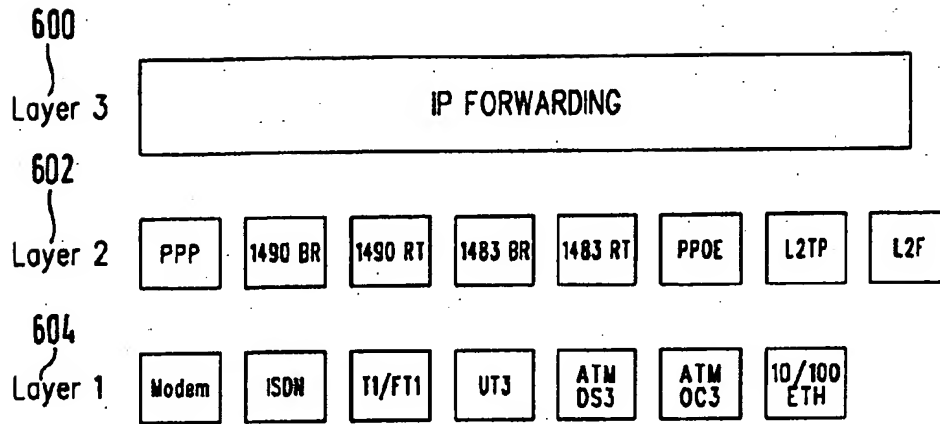 600
Layer 3
IP FORWARDING
602
Layer 2
PPP
1490 BR
1490 RT
1483 BR
1483 RT
PPOE
L2TP
L2F
604
Layer 1
Modem
ISDN
T1/FT1
UT3
ATM
DS3
ATM
OC3
10/100
ETH